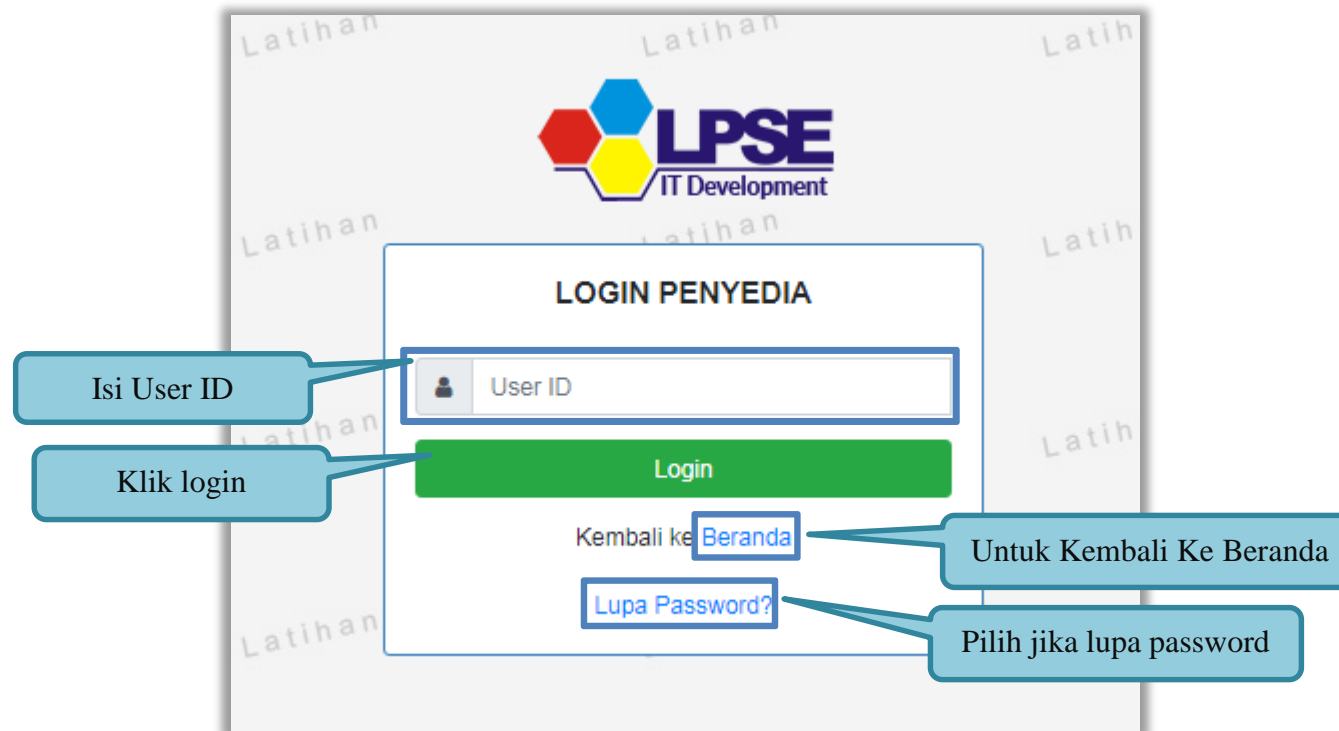 Latihan Latihan Latih
LPSE
IT Development
Latihan Latihan Latih
LOGIN PENYEDIA
Isi User ID
User ID
Latihan Latih
Klik login
Login
Kembali ke Beranda
Untuk Kembali Ke Beranda
Lupa Password?
Pilih jika lupa password
Latihan